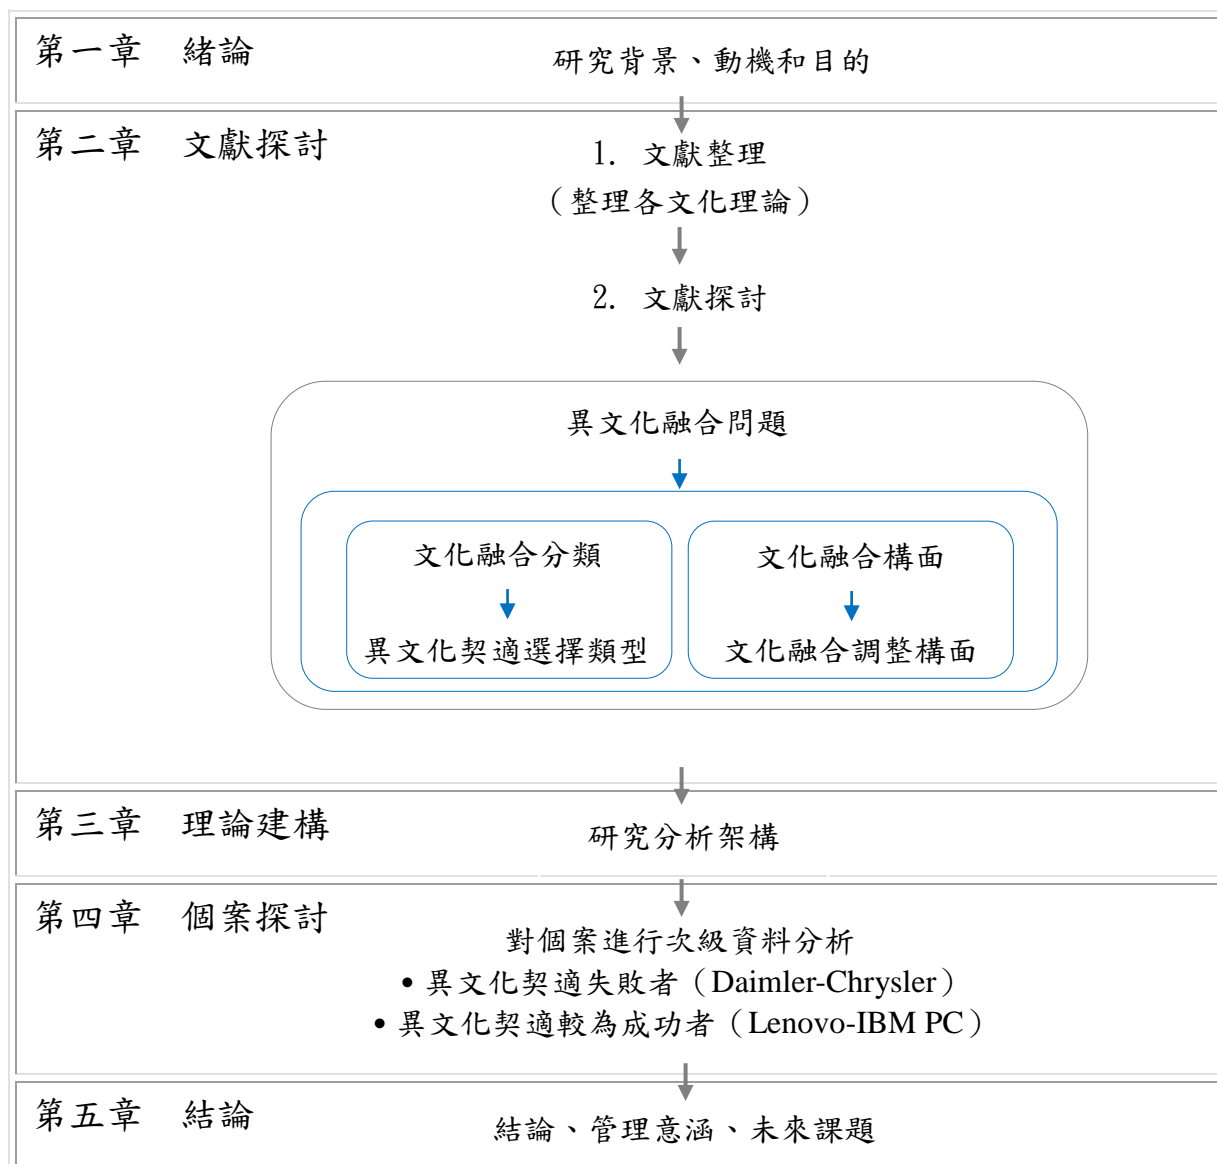 第一章　緒論
研究背景、動機和目的
第二章　文獻探討
1. 文獻整理
（整理各文化理論）
2. 文獻探討
異文化融合問題
文化融合分類
異文化契適選擇類型
文化融合構面
文化融合調整構面
第三章　理論建構
研究分析架構
第四章　個案探討
對個案進行次級資料分析
• 異文化契適失敗者（Daimler-Chrysler）
• 異文化契適較為成功者（Lenovo-IBM PC）
第五章　結論
結論、管理意涵、未來課題